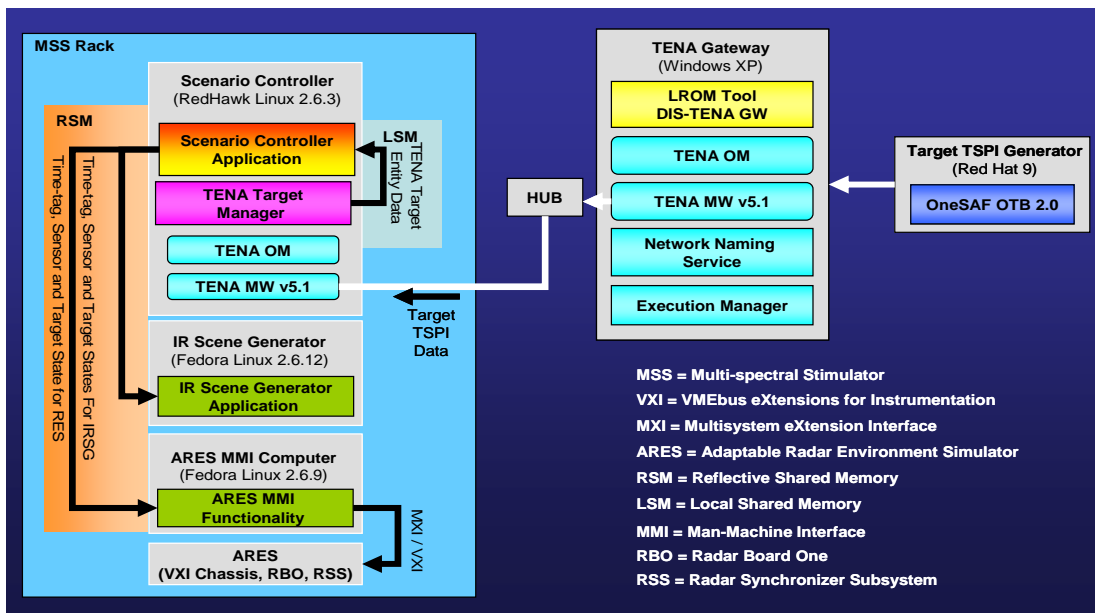 MSS Rack
Scenario Controller
(RedHawk Linux 2.6.3)
RSM
Scenario Controller
Application
TENA Target
Manager
TENA OM
TENA MW v5.1
LSM
TENA Target
Entity Data
Time-tag, Sensor and Target States For IRSG
Time-tag, Sensor and Target State for RES
Target
TSPI
Data
IR Scene Generator
(Fedora Linux 2.6.12)
IR Scene Generator
Application
ARES MMI Computer
(Fedora Linux 2.6.9)
ARES MMI
Functionality
MXI / VXI
ARES
(VXI Chassis, RBO, RSS)
HUB
TENA Gateway
(Windows XP)
LROM Tool
DIS-TENA GW
TENA OM
TENA MW v5.1
Network Naming
Service
Execution Manager
Target TSPI Generator
(Red Hat 9)
OneSAF OTB 2.0
MSS = Multi-spectral Stimulator
VXI = VMEbus eXtensions for Instrumentation
MXI = Multisystem eXtension Interface
ARES = Adaptable Radar Environment Simulator
RSM = Reflective Shared Memory
LSM = Local Shared Memory
MMI = Man-Machine Interface
RBO = Radar Board One
RSS = Radar Synchronizer Subsystem